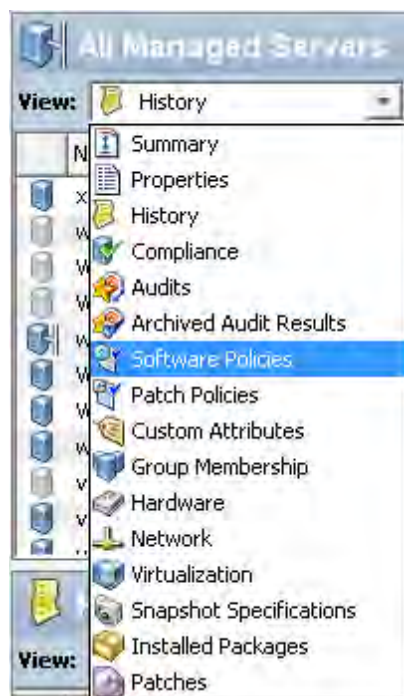 All Managed Servers
View: History
N
Summary
Properties
History
Compliance
Audits
Archived Audit Results
Software Policies
Patch Policies
Custom Attributes
Group Membership
Hardware
Network
Virtualization
Snapshot Specifications
Installed Packages
View:
Patches